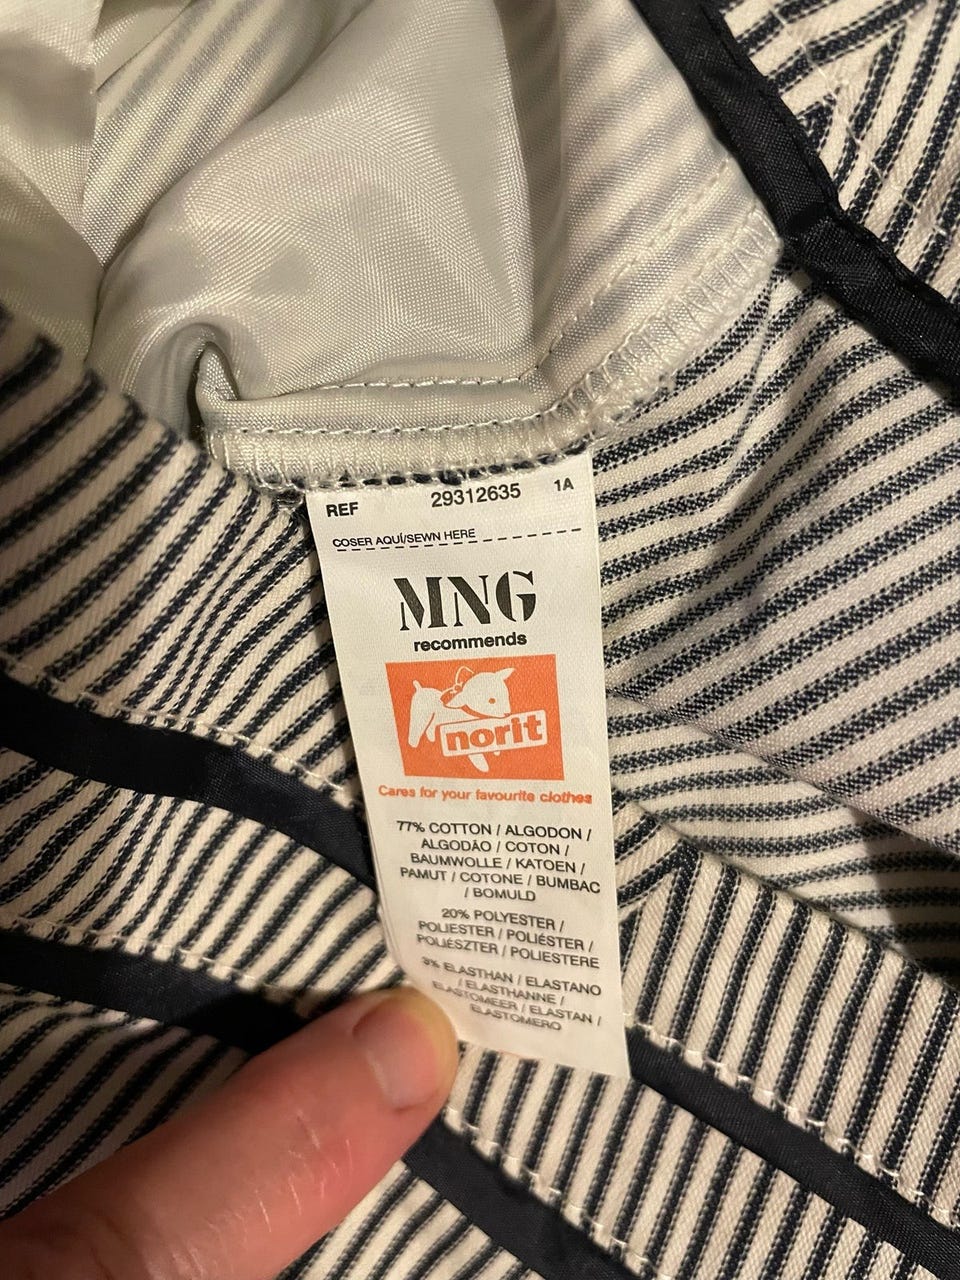 REF 29312635 1A
COSER AQUÍ/SEWN HERE
MNG
recommends
norit
Cares for your favourite clothes
77% COTTON / ALGODON /
ALGODÃO / COTON /
BAUMWOLLE / KATOEN /
PAMUT / COTONE / BUMBAC
/ BOMULD
20% POLYESTER /
POLIESTER / POLIÉSTER /
POLIÉSZTER / POLIESTERE
3% ELASTHAN / ELASTANO
/ ELASTHANNE /
ELASTOMEER / ELASTAN /
ELASTOMERO